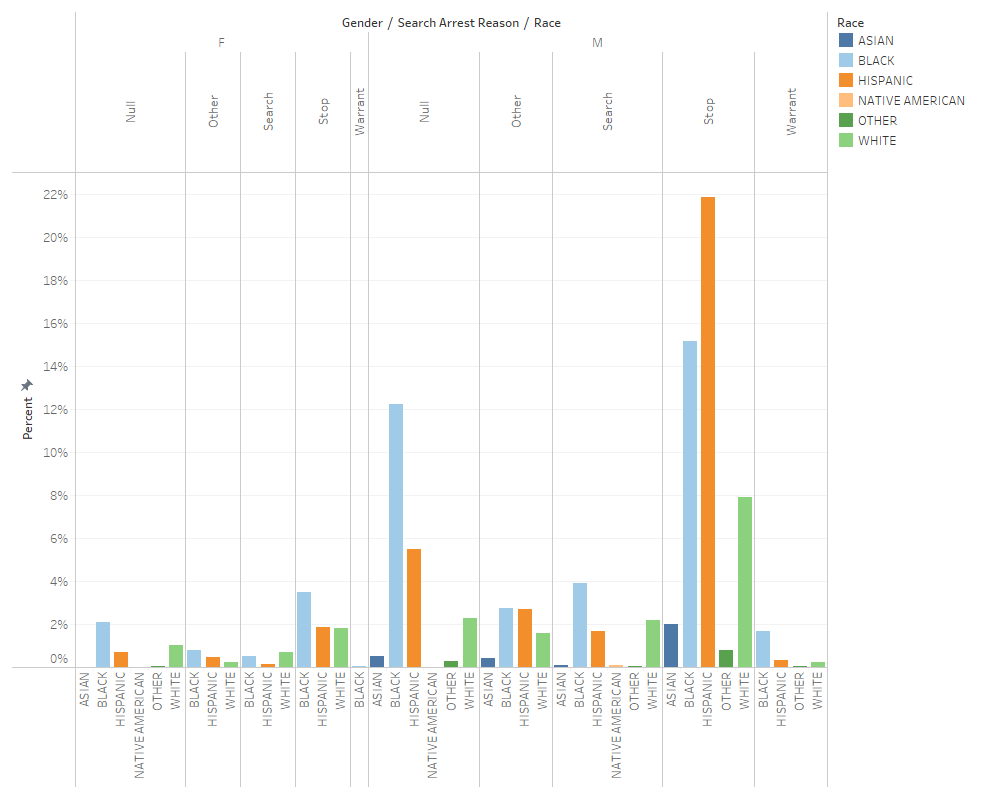 Gender / Search Arrest Reason / Race
F
M
Null
Other
Search
Stop
Warrant
Null
Other
Search
Stop
Warrant
22%
20%
18%
16%
14%
12%
10%
8%
6%
4%
2%
0%
Percent
ASIAN
BLACK
HISPANIC
NATIVE AMERICAN
OTHER
WHITE
BLACK
HISPANIC
WHITE
BLACK
HISPANIC
WHITE
BLACK
HISPANIC
WHITE
BLACK
ASIAN
BLACK
HISPANIC
NATIVE AMERICAN
OTHER
WHITE
ASIAN
BLACK
HISPANIC
WHITE
ASIAN
BLACK
HISPANIC
NATIVE AMERICAN
OTHER
WHITE
ASIAN
BLACK
HISPANIC
OTHER
WHITE
BLACK
HISPANIC
OTHER
WHITE
Race
ASIAN
BLACK
HISPANIC
NATIVE AMERICAN
OTHER
WHITE